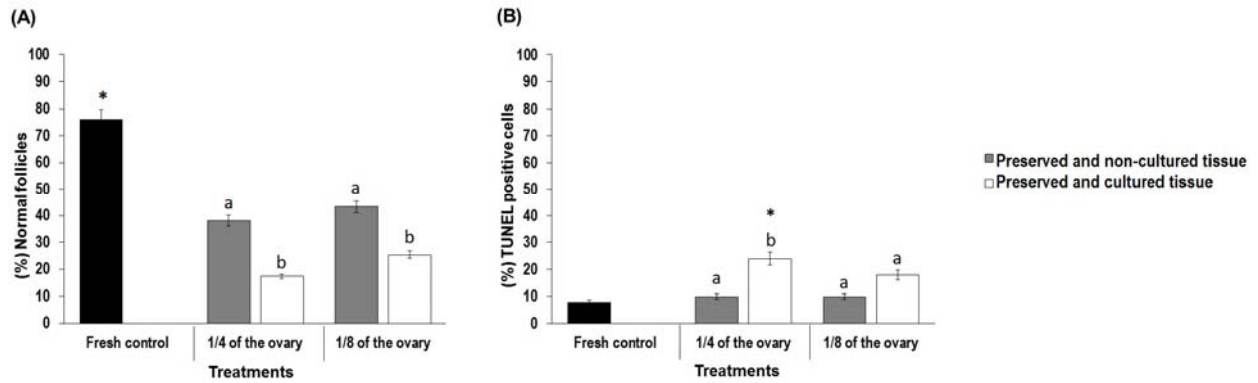 (A)
100
90
80
70
60
50
40
30
20
10
0
(%) Normal follicles
*
a
b
a
b
Fresh control
1/4 of the ovary
1/8 of the ovary
Treatments
(B)
100
90
80
70
60
50
40
30
20
10
0
(%) TUNEL positive cells
a
*
b
a
a
Fresh control
1/4 of the ovary
1/8 of the ovary
Treatments
Preserved and non-cultured tissue
Preserved and cultured tissue